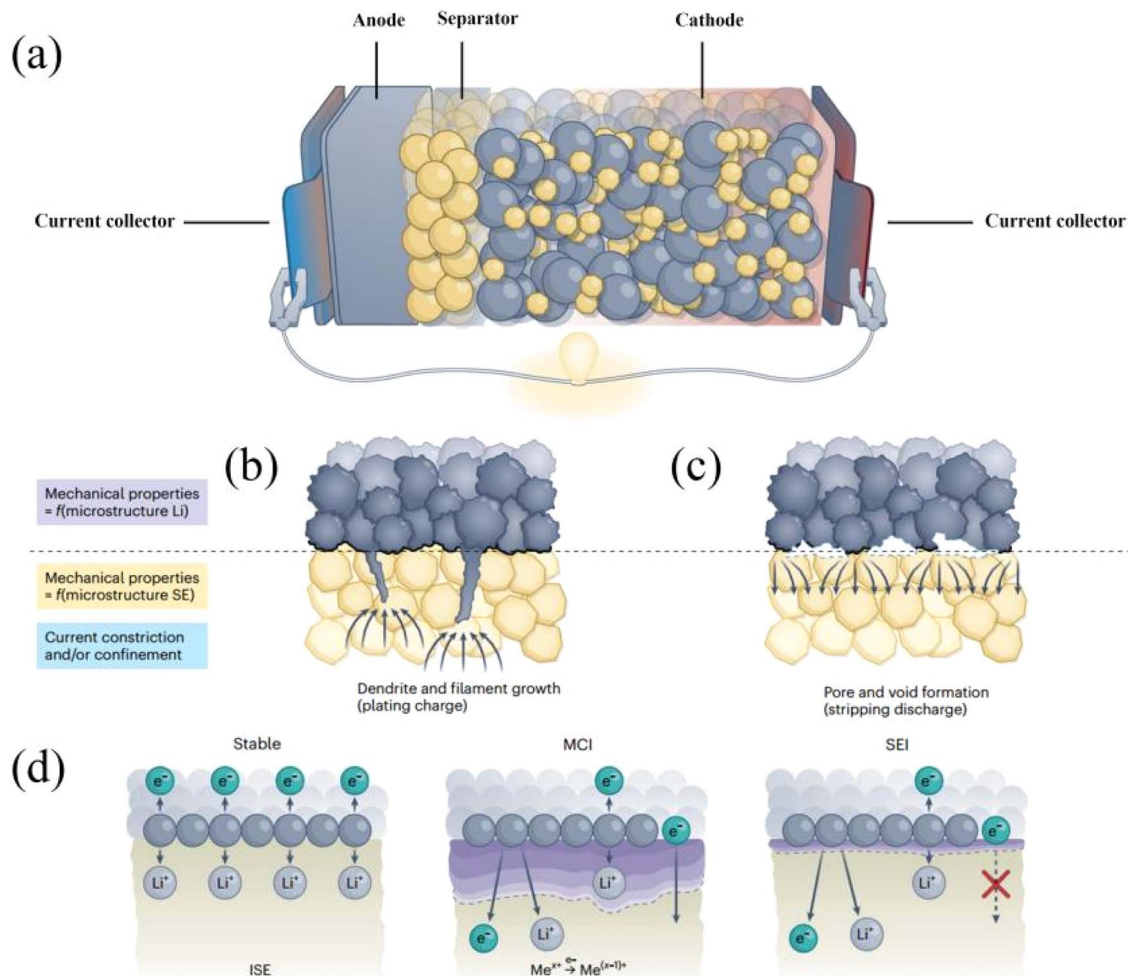 (a)
Anode
Separator
Cathode
Current collector
Current collector
(b)
(c)
Mechanical properties
= f(microstructure Li)
Mechanical properties
= f(microstructure SE)
Current constriction
and/or confinement
Dendrite and filament growth
(plating charge)
Pore and void formation
(stripping discharge)
(d)
Stable
MCI
SEI
e⁻ e⁻ e⁻ e⁻
e⁻
e⁻
e⁻
e⁻
Li⁺ Li⁺ Li⁺ Li⁺
Li⁺
Li⁺
e⁻
Li⁺
e⁻
Li⁺
ISE
e⁻
Meˣ⁺ → Me⁽ˣ⁻¹⁾⁺